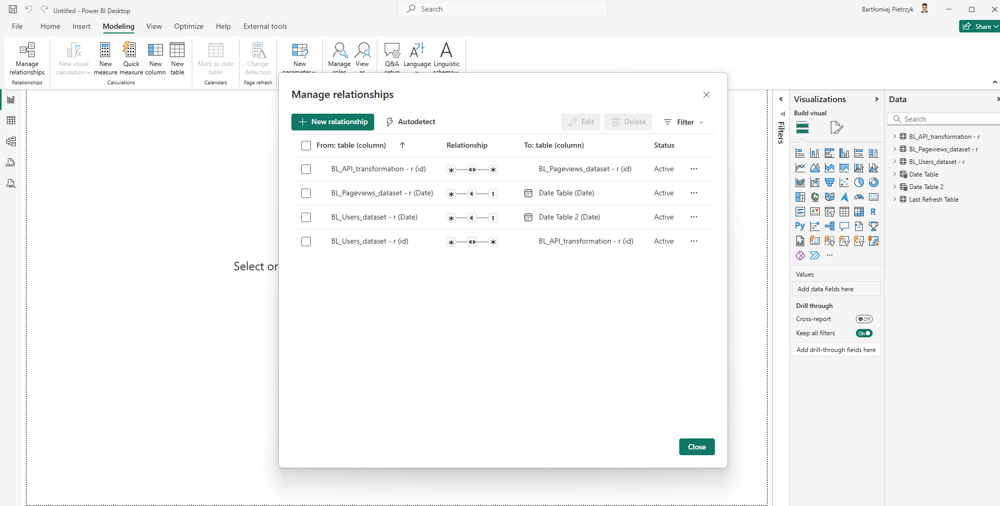 Untitled - Power BI Desktop
Search
Bartłomiej Pietrzyk
File Home Insert Modeling View Optimize Help External tools
Share
Manage relationships
New visual calculation
New measure
Quick measure
New column
New table
Mark as date table
Change detection
New parameter
Manage roles
View as
Q&A setup
Language
Linguistic schema
Relationships
Calculations
Calendars
Page refresh
Select or
Manage relationships
New relationship
Autodetect
Edit
Delete
Filter
From: table (column) Relationship To: table (column) Status
BL_API_transformation - r (id) * * BL_Pageviews_dataset - r (id) Active ...
BL_Pageviews_dataset - r (Date) * 1 Date Table (Date) Active ...
BL_Users_dataset - r (Date) * 1 Date Table 2 (Date) Active ...
BL_Users_dataset - r (id) * * BL_API_transformation - r (id) Active ...
Close
Filters
Visualizations
Build visual
123
R
Py
123
...
Values
Add data fields here
Drill through
Cross-report Off
Keep all filters On
Add drill-through fields here
Data
Search
BL_API_transformation - r
BL_Pageviews_dataset - r
BL_Users_dataset - r
Date Table
Date Table 2
Last Refresh Table
DAX
TMDL